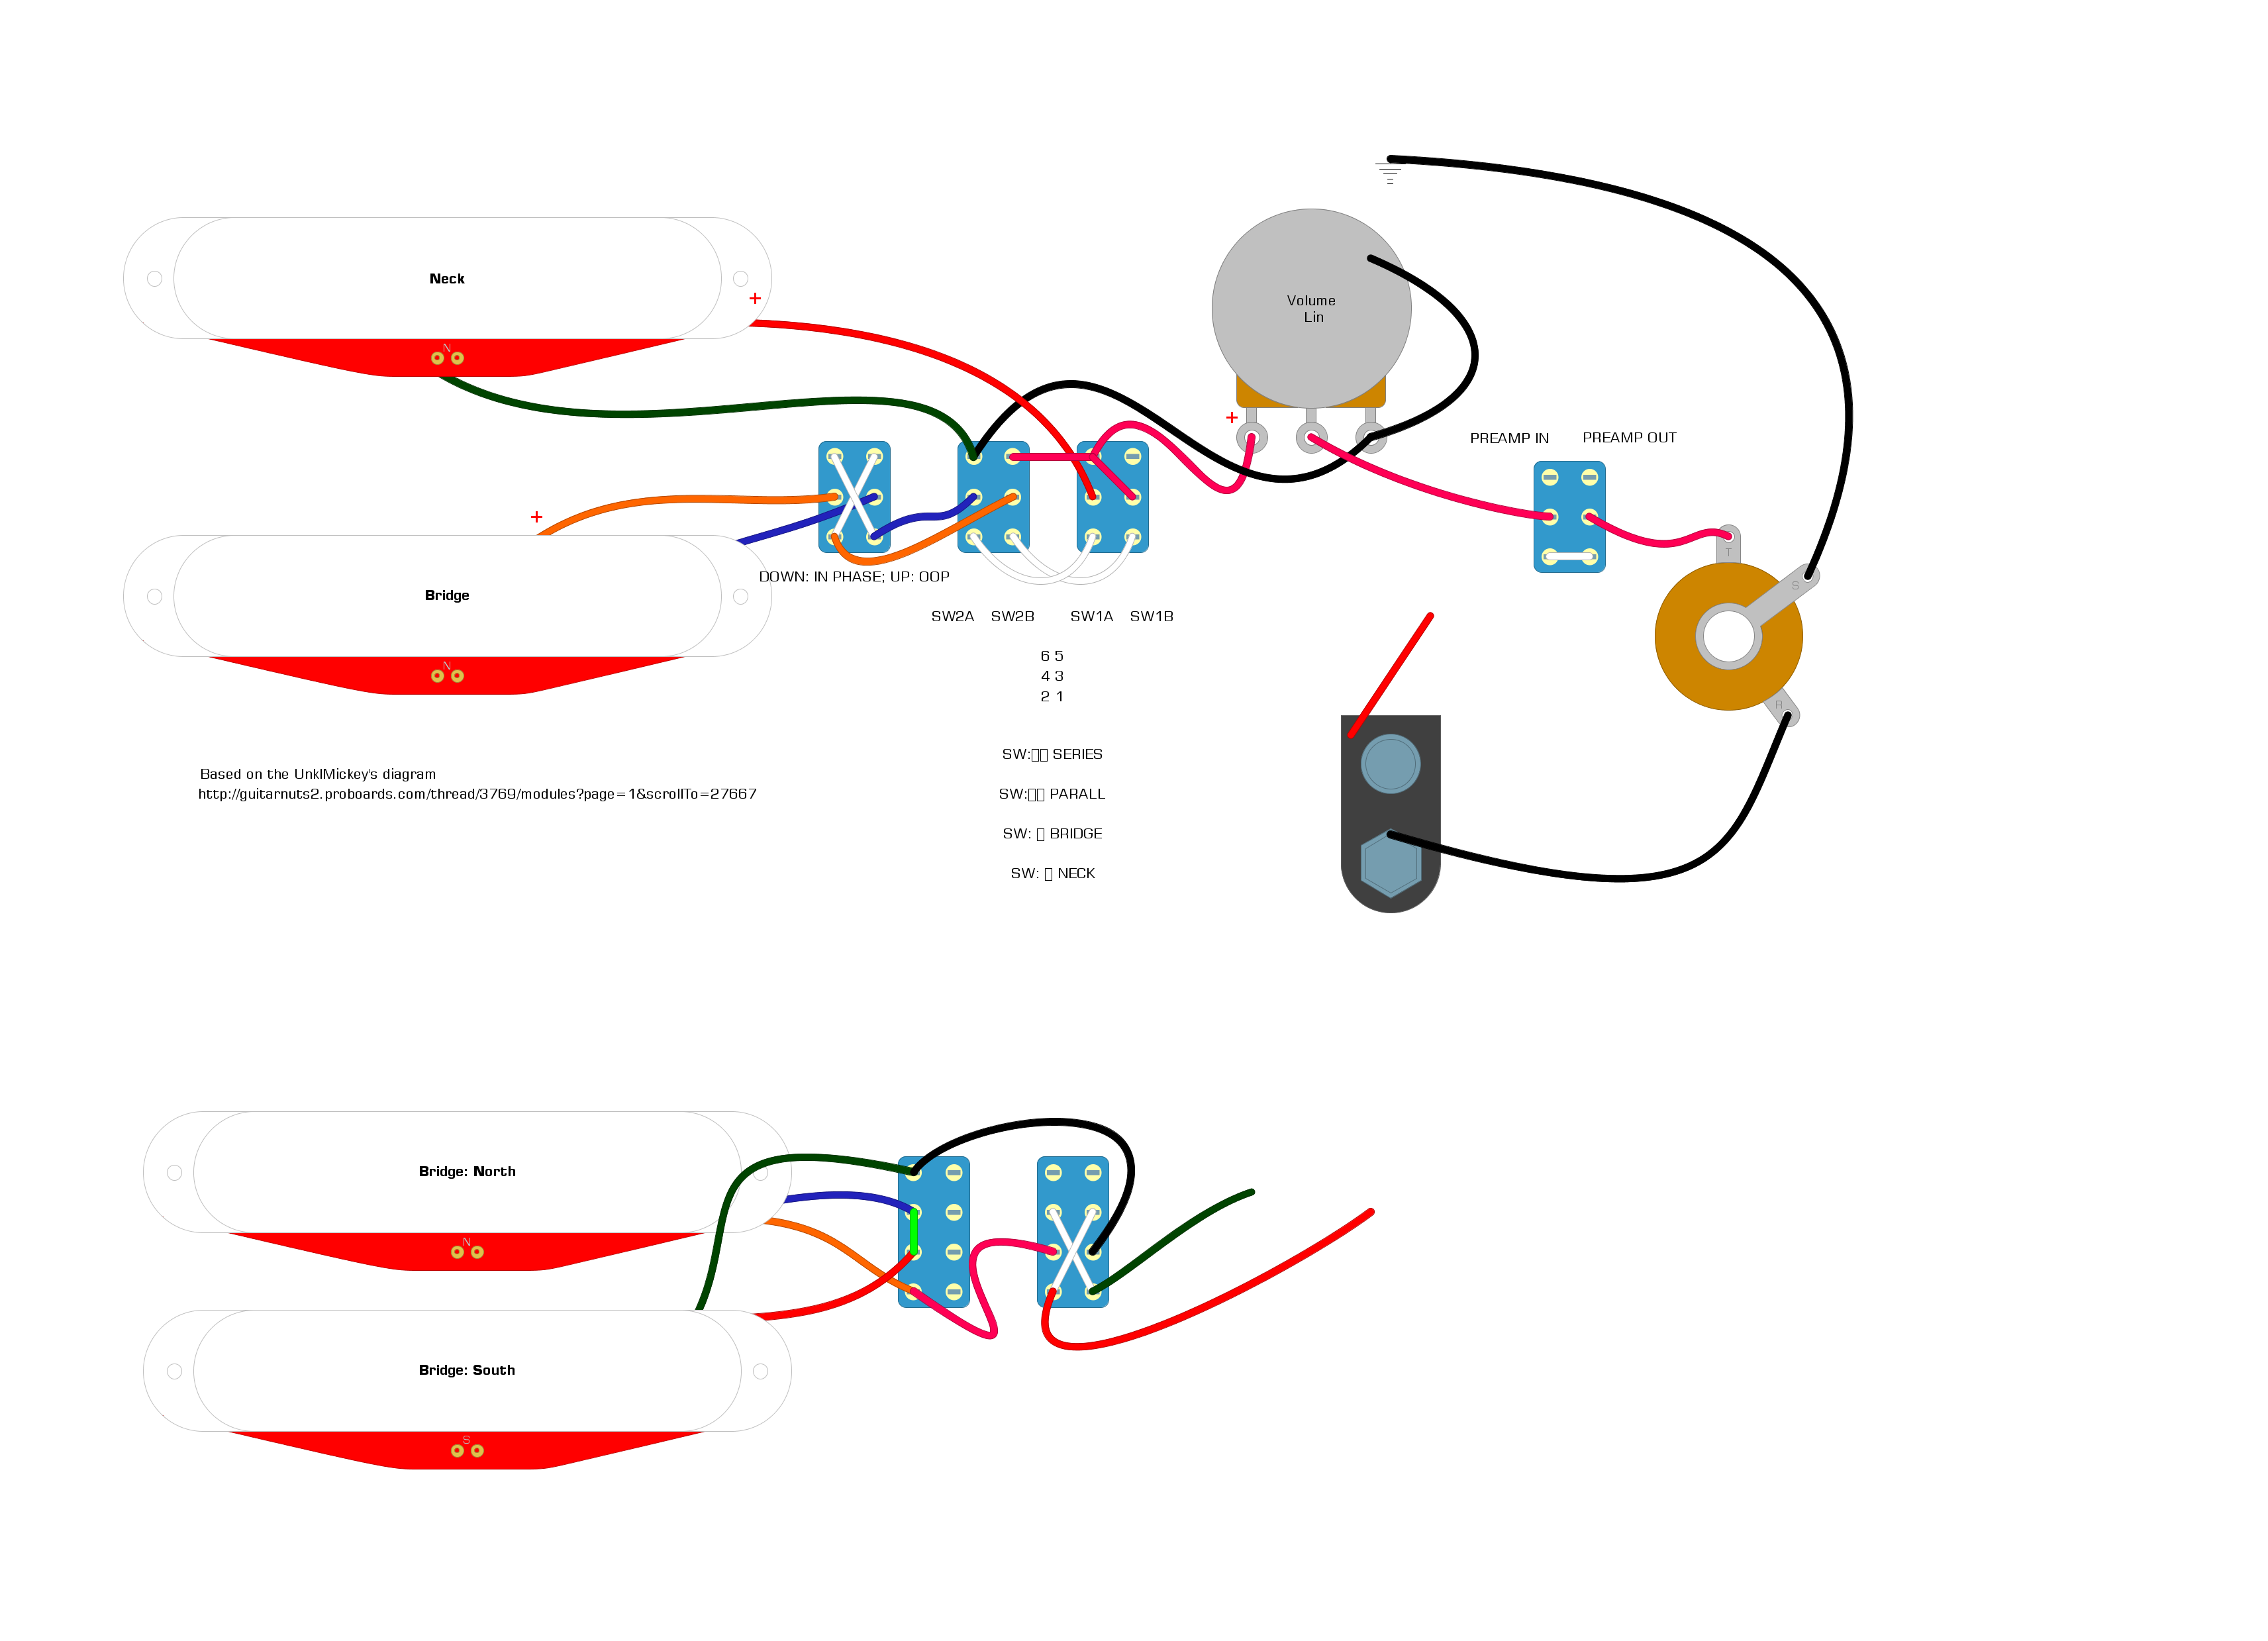 Neck
+
N
Volume
Lin
+
PREAMP IN
PREAMP OUT
+
T
S
R
DOWN: IN PHASE; UP: OOP
Bridge
N
SW2A SW2B SW1A SW1B
6 5
4 3
2 1
SW:□□ SERIES
SW:□□ PARALL
SW: □ BRIDGE
SW: □ NECK
Based on the UnklMickey's diagram
http://guitarnuts2.proboards.com/thread/3769/modules?page=1&scrollTo=27667
Bridge: North
N
Bridge: South
S